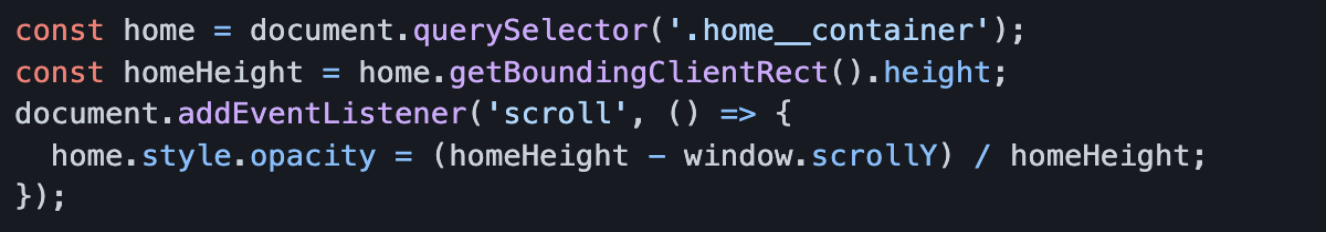 const home = document.querySelector('.home__container');
const homeHeight = home.getBoundingClientRect().height;
document.addEventListener('scroll', () => {
  home.style.opacity = (homeHeight - window.scrollY) / homeHeight;
});